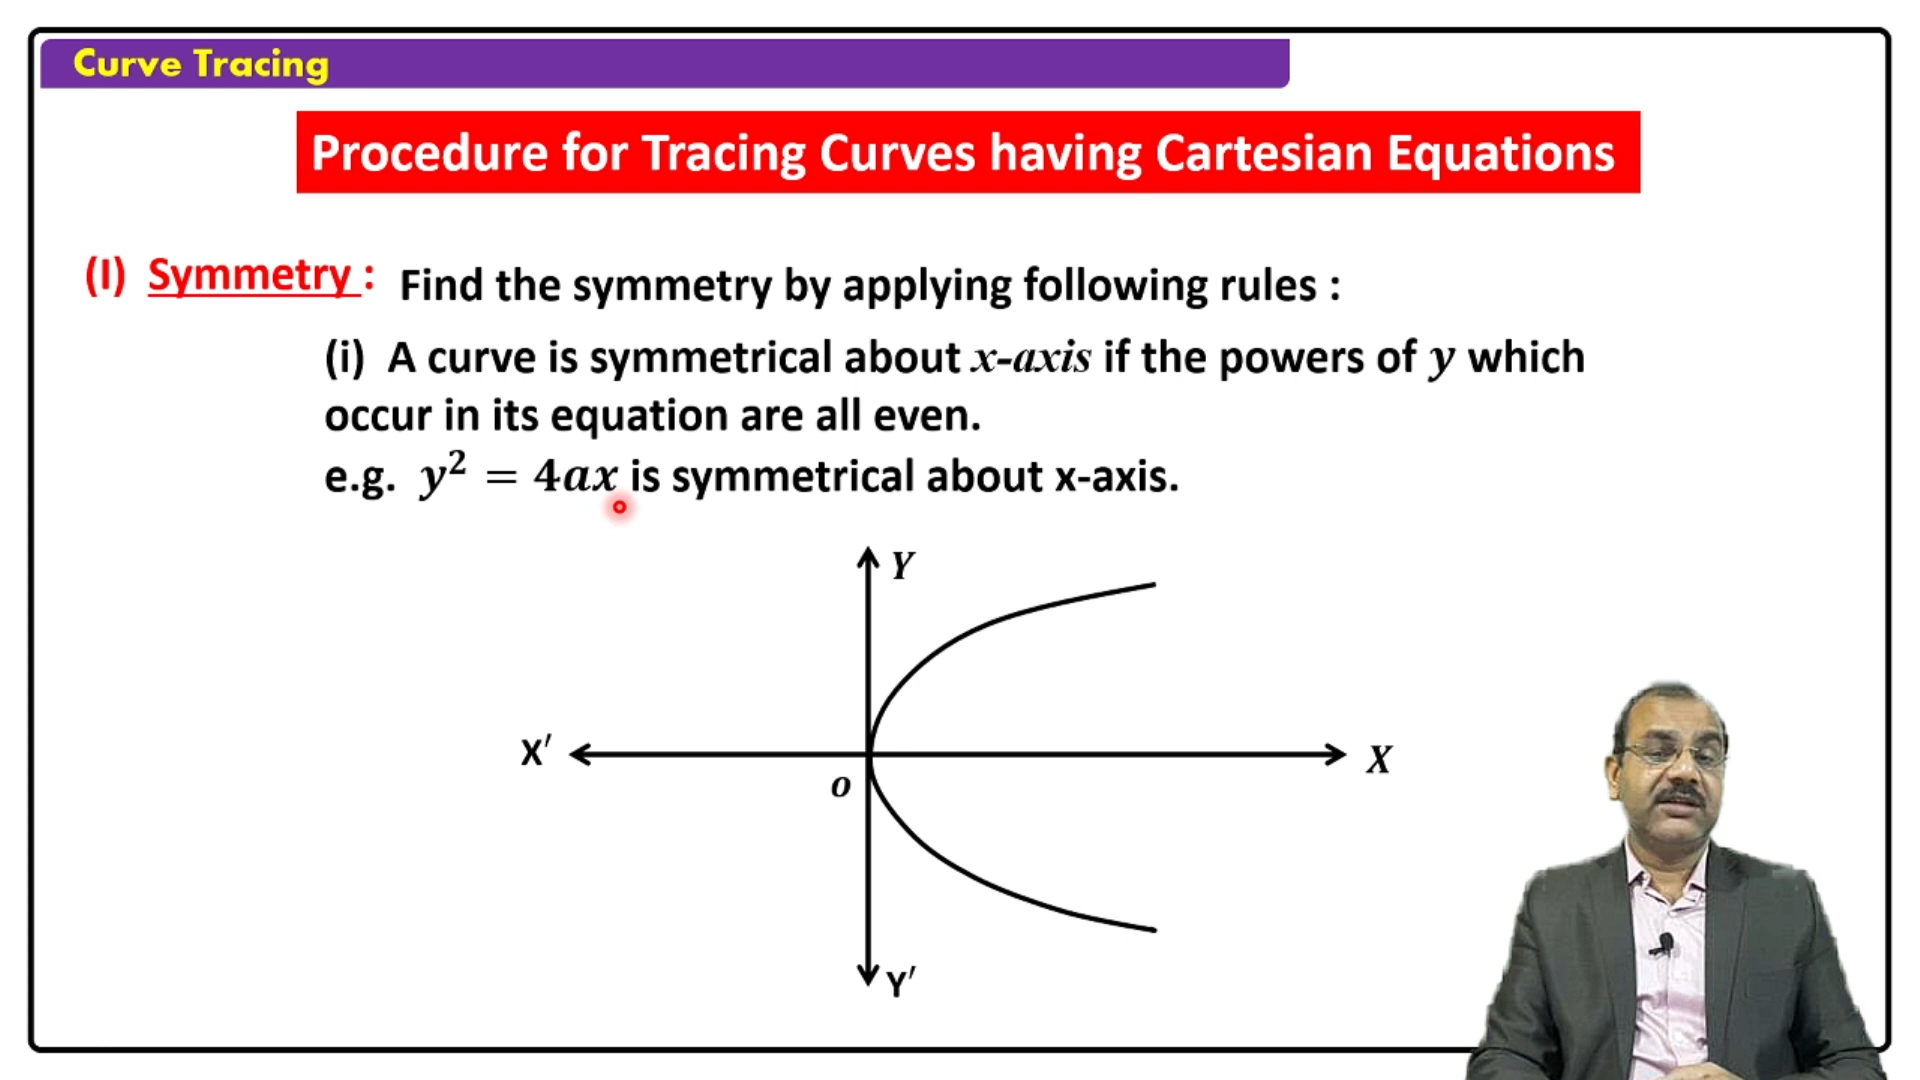 Curve Tracing
Procedure for Tracing Curves having Cartesian Equations
(I) Symmetry : Find the symmetry by applying following rules :
(i) A curve is symmetrical about x-axis if the powers of y which
occur in its equation are all even.
e.g. y² = 4ax is symmetrical about x-axis.
Y
X′
X
o
Y′